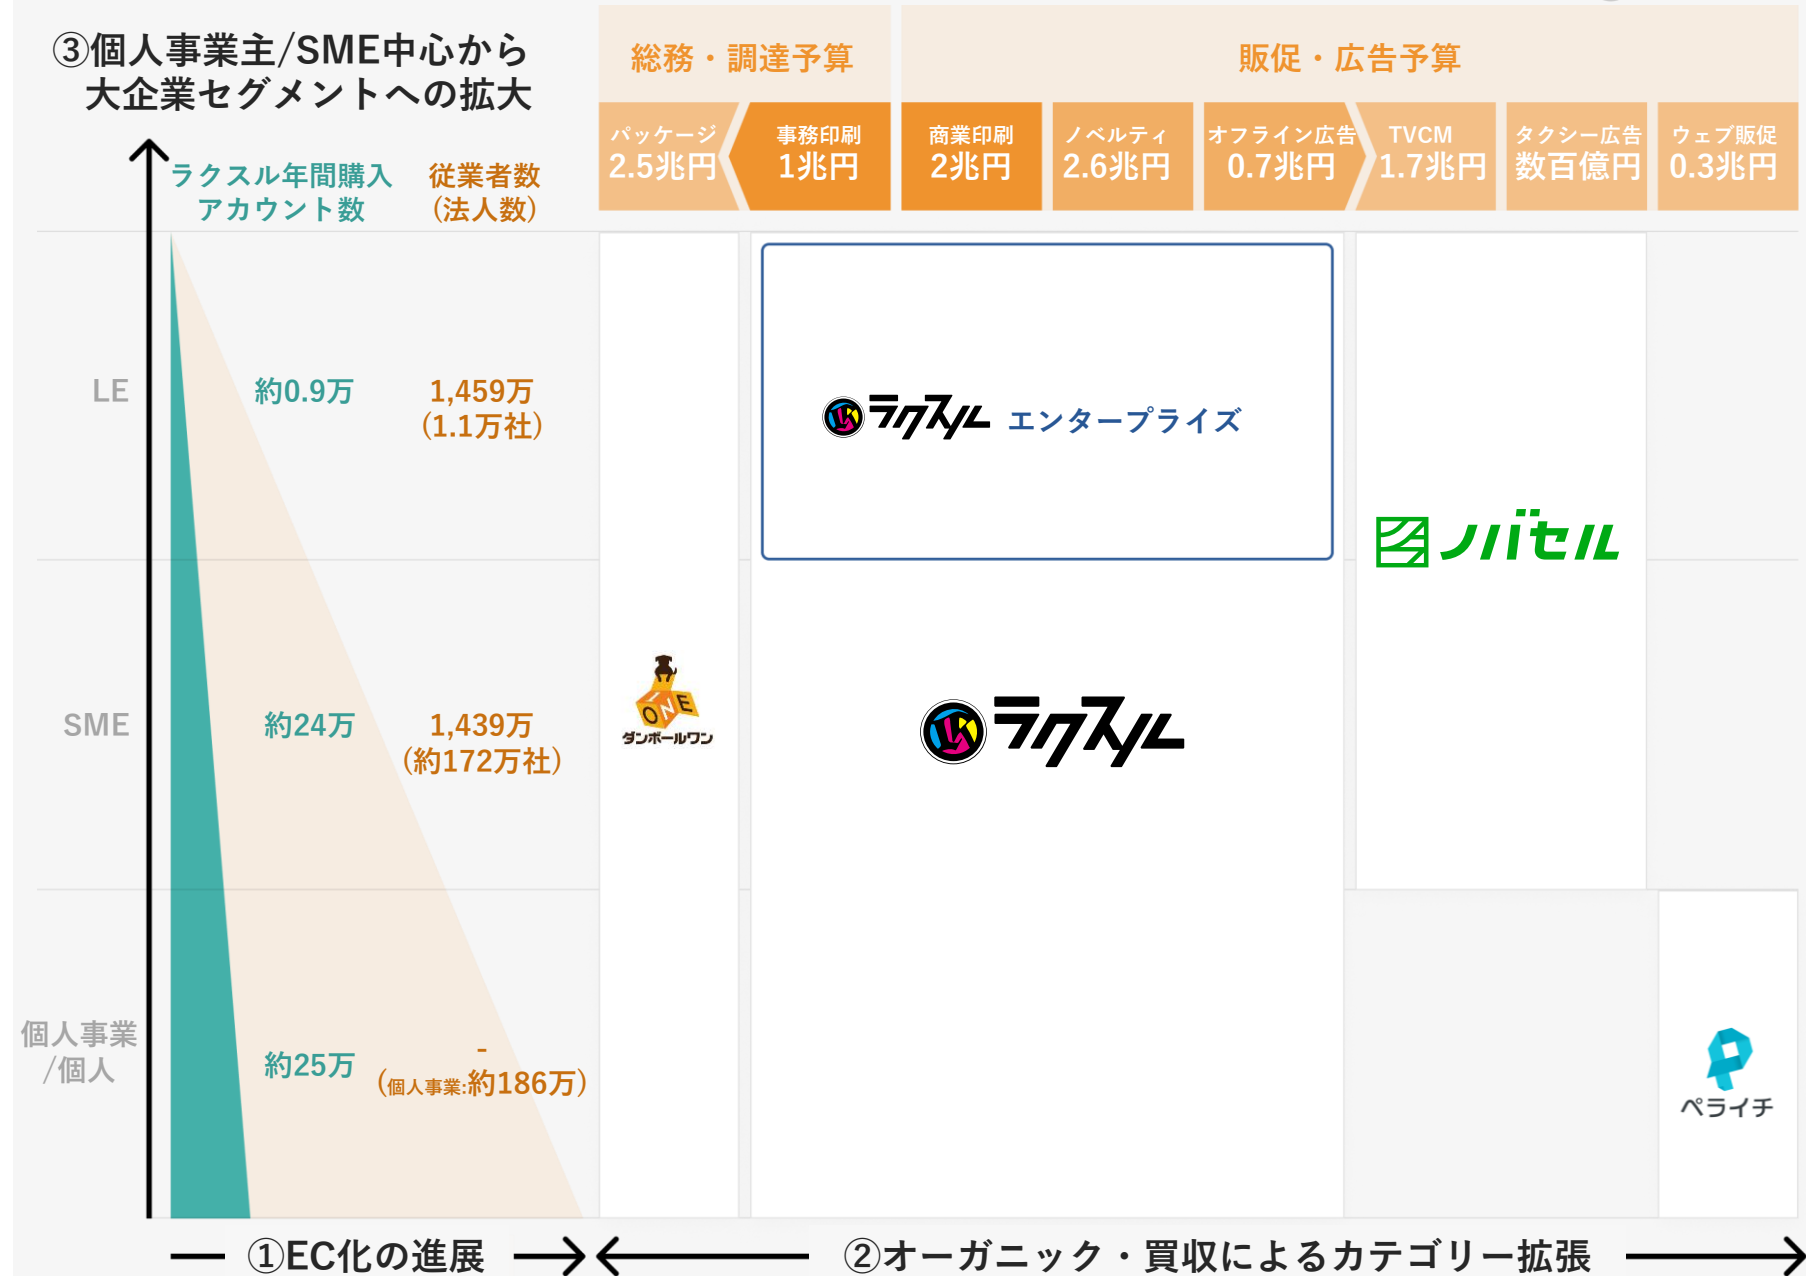 ③個人事業主/SME中心から
大企業セグメントへの拡大
総務・調達予算
販促・広告予算
パッケージ
2.5兆円
事務印刷
1兆円
商業印刷
2兆円
ノベルティ
2.6兆円
オフライン広告
0.7兆円
TVCM
1.7兆円
タクシー広告
数百億円
ウェブ販促
0.3兆円
ラクスル年間購入
アカウント数
従業者数
(法人数)
LE
約0.9万
1,459万
(1.1万社)
ラクスル エンタープライズ
ノバセル
SME
約24万
1,439万
(約172万社)
ONE
ダンボールワン
ラクスル
個人事業
/個人
約25万
-
(個人事業:約186万)
ペライチ
①EC化の進展
②オーガニック・買収によるカテゴリー拡張